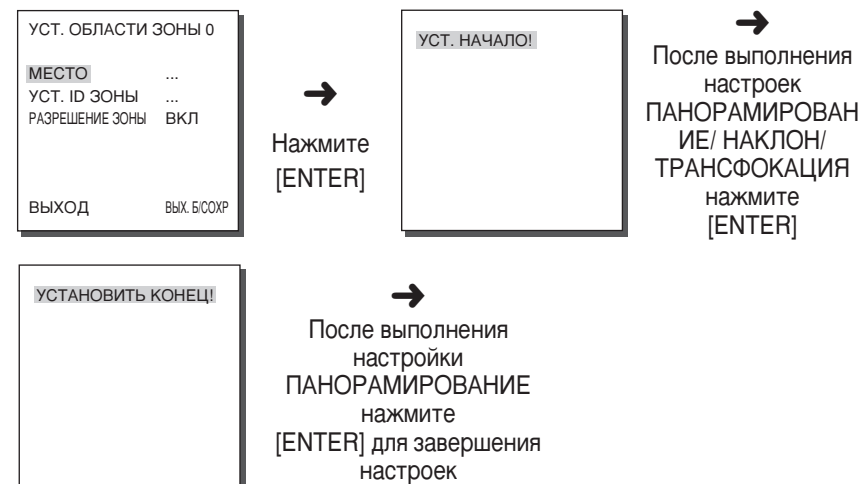 УСТ. ОБЛАСТИ ЗОНЫ 0
МЕСТО ...
УСТ. ID ЗОНЫ ...
РАЗРЕШЕНИЕ ЗОНЫ ВКЛ
ВЫХОД ВЫХ. Б/СОХР
Нажмите
[ENTER]
УСТ. НАЧАЛО!
После выполнения
настроек
ПАНОРАМИРОВАН
ИЕ/ НАКЛОН/
ТРАНСФОКАЦИЯ
нажмите
[ENTER]
УСТАНОВИТЬ КОНЕЦ!
После выполнения
настройки
ПАНОРАМИРОВАНИЕ
нажмите
[ENTER] для завершения
настроек